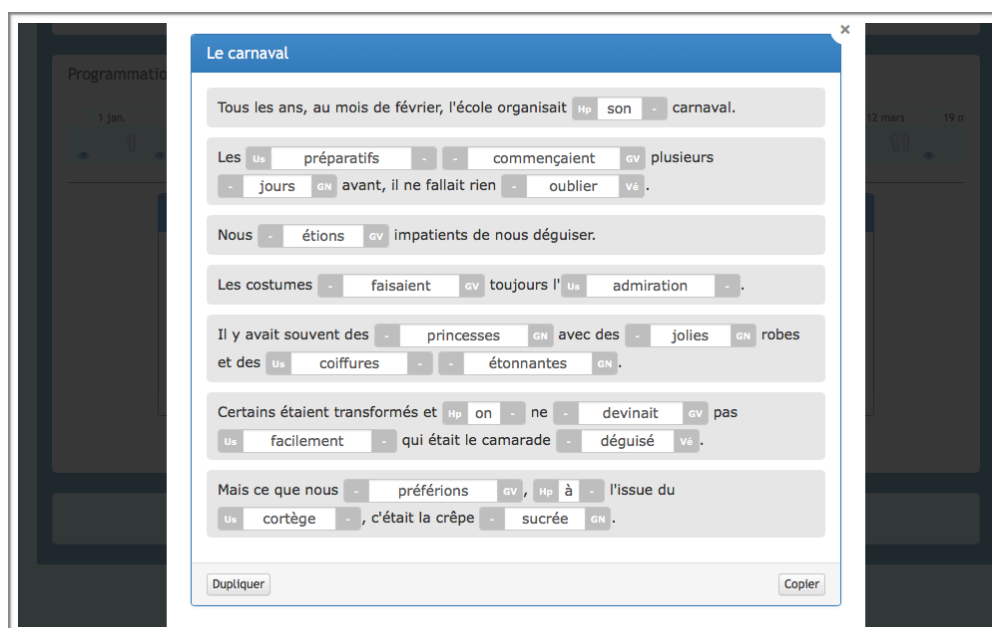 ×
Le carnaval
Programmatio
1 jan.
12 mars
19 m
1
11
Tous les ans, au mois de février, l'école organisait Hp son - carnaval.
Les Us préparatifs - - commençaient GV plusieurs
- jours GN avant, il ne fallait rien - oublier Vé .
Nous - étions GV impatients de nous déguiser.
Les costumes - faisaient GV toujours l' Us admiration - .
Il y avait souvent des - princesses GN avec des - jolies GN robes
et des Us coiffures - - étonnantes GN .
Certains étaient transformés et Hp on - ne - devinait GV pas
Us facilement - qui était le camarade - déguisé Vé .
Mais ce que nous - préférions GV , Hp à - l'issue du
Us cortège - , c'était la crêpe - sucrée GN .
Dupliquer
Copier